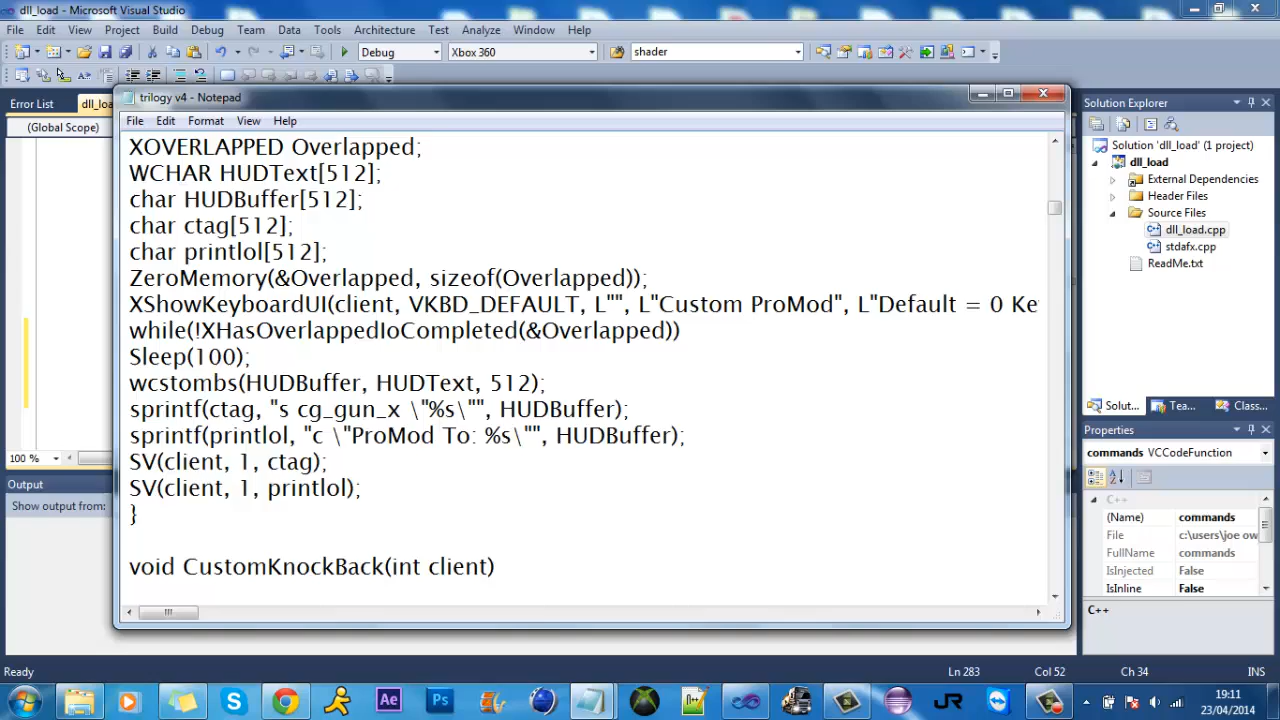 dll_load - Microsoft Visual Studio
File Edit View Project Build Debug Team Data Tools Architecture Test Analyze Window Help
Debug Xbox 360 shader
Error List dll_loa
(Global Scope)
trilogy v4 - Notepad
File Edit Format View Help
XOVERLAPPED Overlapped;
WCHAR HUDText[512];
char HUDBuffer[512];
char ctag[512];
char printlol[512];
ZeroMemory(&Overlapped, sizeof(Overlapped));
XShowKeyboardUI(client, VKBD_DEFAULT, L"", L"Custom ProMod", L"Default = 0 Ke
while(!XHasOverlappedIoCompleted(&Overlapped))
Sleep(100);
wcstombs(HUDBuffer, HUDText, 512);
sprintf(ctag, "s cg_gun_x \"%s\"", HUDBuffer);
sprintf(printlol, "c \"ProMod To: %s\"", HUDBuffer);
SV(client, 1, ctag);
SV(client, 1, printlol);
}
void CustomKnockBack(int client)
100 %
Output
Show output from:
Solution Explorer
Solution 'dll_load' (1 project)
dll_load
External Dependencies
Header Files
Source Files
dll_load.cpp
stdafx.cpp
ReadMe.txt
Solut... Tea... Class...
Properties
commands VCCodeFunction
C++
(Name) commands
File c:\users\joe ow
FullName commands
IsInjected False
IsInline False
C++
Ready Ln 283 Col 52 Ch 34 INS
Ae Ps JR
19:11
23/04/2014